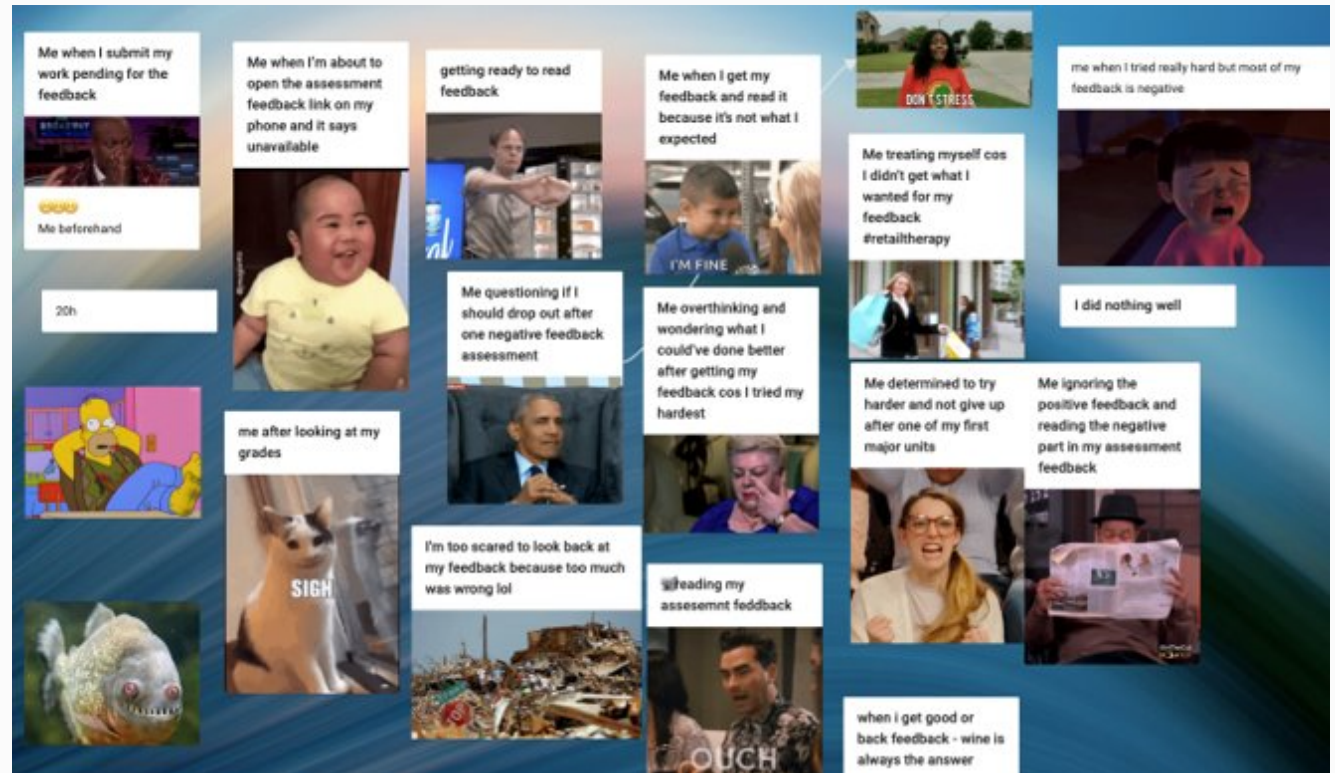 Me when I submit my
work pending for the
feedback
Me beforehand
20h
Me when I'm about to
open the assessment
feedback link on my
phone and it says
unavailable
me after looking at my
grades
SIGH
getting ready to read
feedback
Me questioning if I
should drop out after
one negative feedback
assessment
I'm too scared to look back at
my feedback because too much
was wrong lol
Me when I get my
feedback and read it
because it's not what I
expected
I'M FINE
Me overthinking and
wondering what I
could've done better
after getting my
feedback cos I tried my
hardest
reading my
assesemnt feddback
OUCH
DON'T STRESS
Me treating myself cos
I didn't get what I
wanted for my
feedback
#retailtherapy
Me determined to try
harder and not give up
after one of my first
major units
when i get good or
back feedback - wine is
always the answer
me when I tried really hard but most of my
feedback is negative
I did nothing well
Me ignoring the
positive feedback and
reading the negative
part in my assessment
feedback